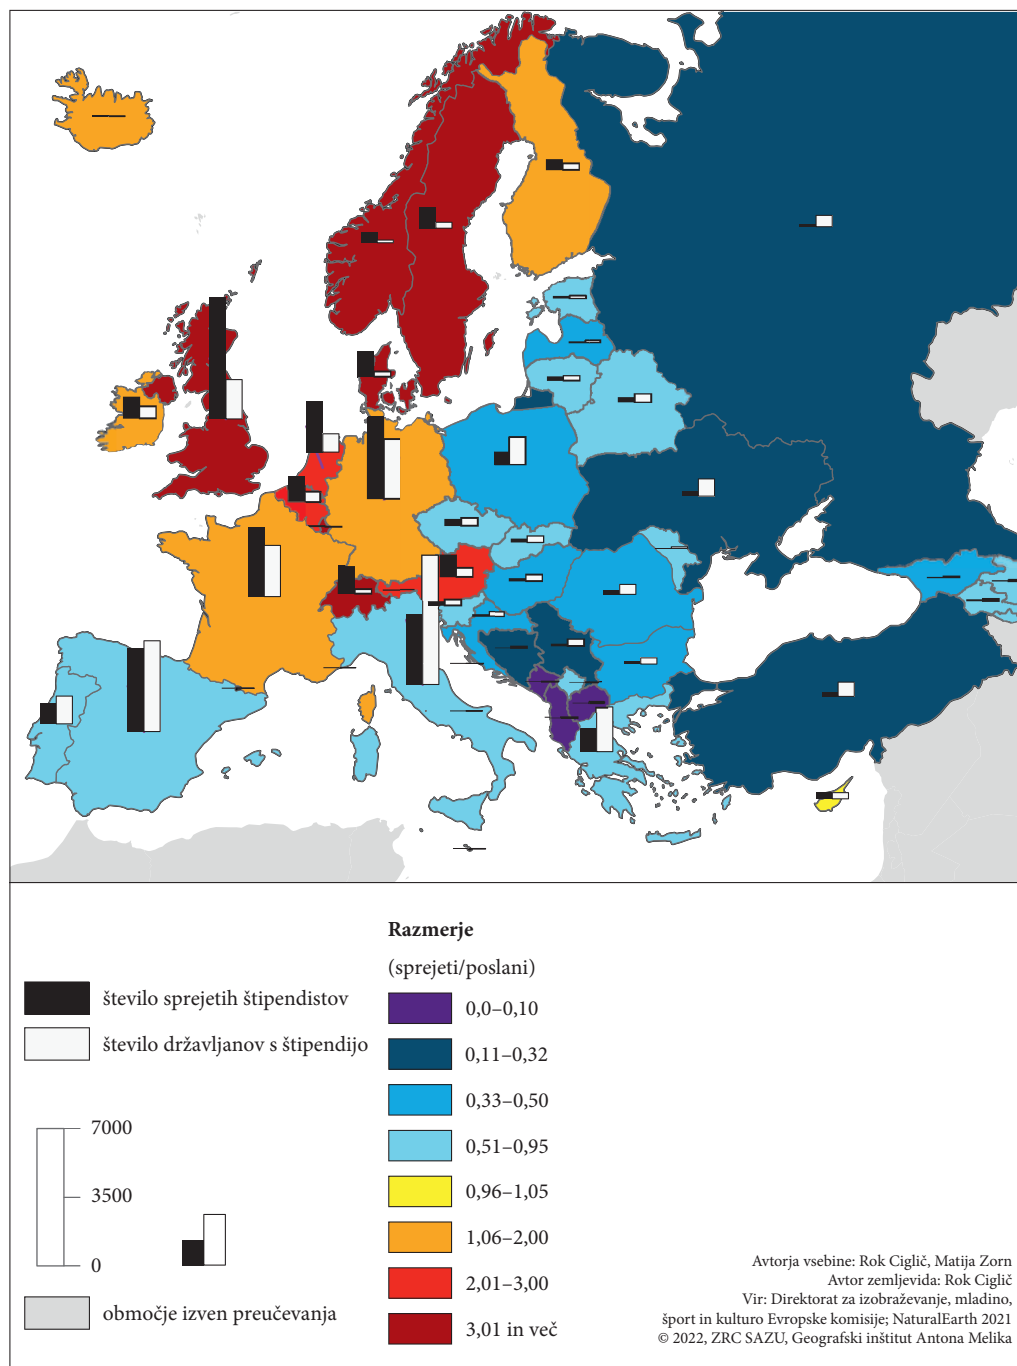 število sprejetih štipendistov
število državljanov s štipendijo
7000
3500
0
območje izven preučevanja
Razmerje
(sprejeti/poslani)
0,0–0,10
0,11–0,32
0,33–0,50
0,51–0,95
0,96–1,05
1,06–2,00
2,01–3,00
3,01 in več
Avtorja vsebine: Rok Ciglič, Matija Zorn
Avtor zemljevida: Rok Ciglič
Vir: Direktorat za izobraževanje, mladino,
šport in kulturo Evropske komisije; NaturalEarth 2021
© 2022, ZRC SAZU, Geografski inštitut Antona Melika